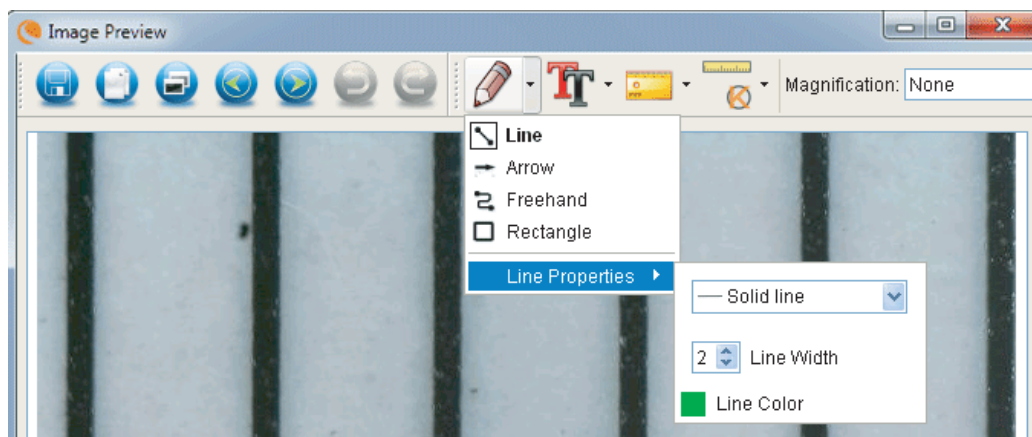 Image Preview
Magnification: None
Line
Arrow
Freehand
Rectangle
Line Properties
Solid line
2 Line Width
Line Color